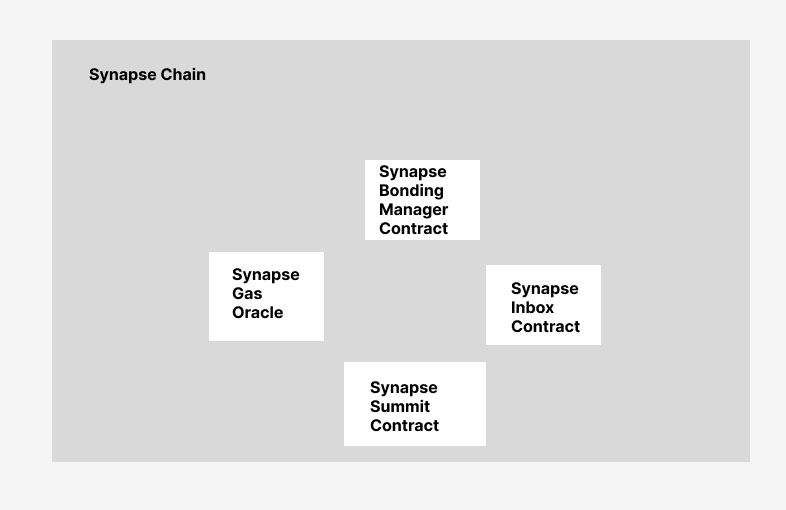 Synapse Chain
Synapse
Bonding
Manager
Contract
Synapse
Gas
Oracle
Synapse
Inbox
Contract
Synapse
Summit
Contract